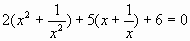 2(x² + 1/x²) + 5(x + 1/x) + 6 = 0